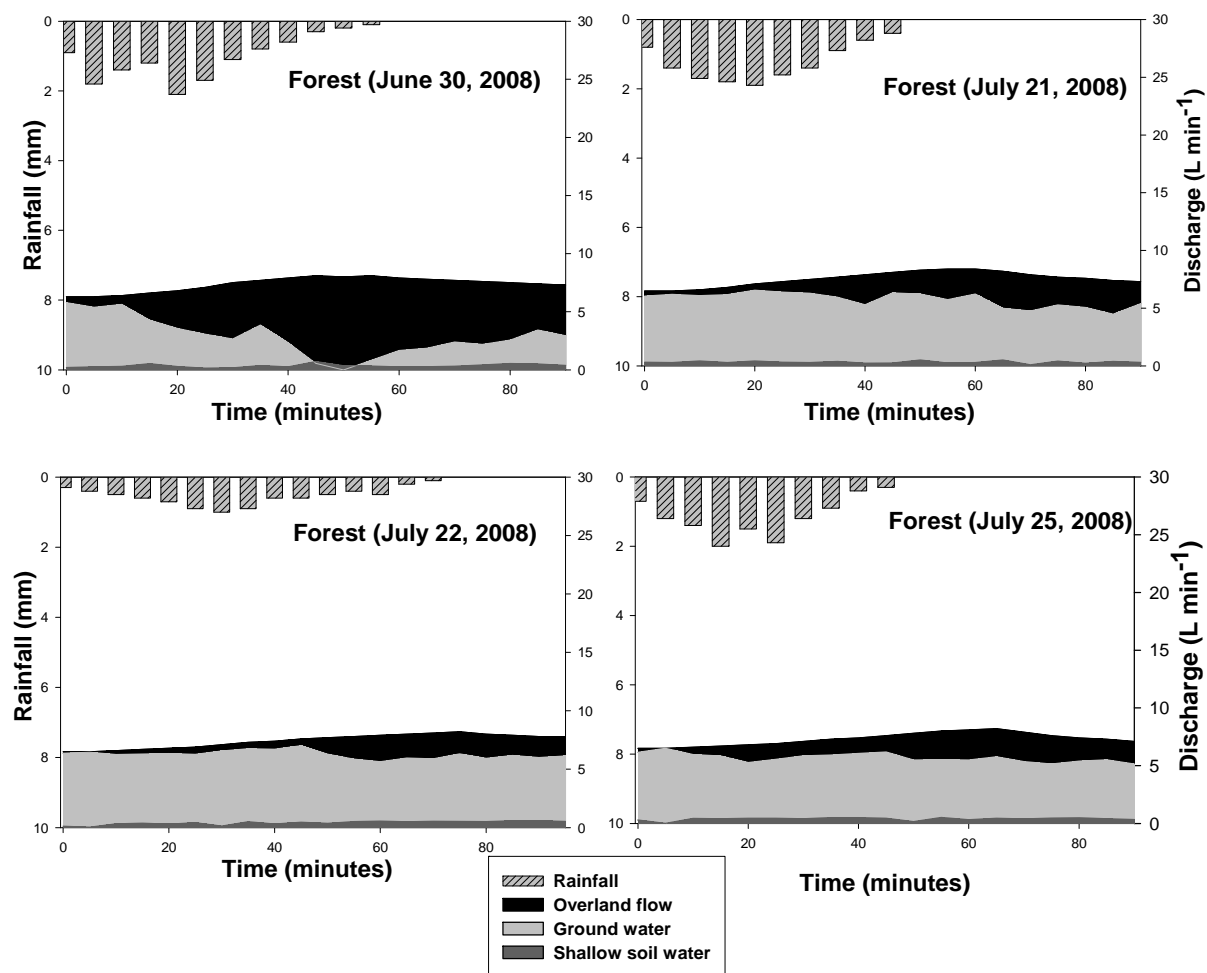 0
2
4
6
8
10
Rainfall (mm)
30
25
20
15
10
5
0
Forest (June 30, 2008)
0 20 40 60 80
Time (minutes)
0
2
4
6
8
10
30
25
20
15
10
5
0
Discharge (L min-1)
Forest (July 21, 2008)
0 20 40 60 80
Time (minutes)
0
2
4
6
8
10
Rainfall (mm)
30
25
20
15
10
5
0
Forest (July 22, 2008)
0 20 40 60 80
Time (minutes)
0
2
4
6
8
10
30
25
20
15
10
5
0
Discharge (L min-1)
Forest (July 25, 2008)
0 20 40 60 80
Time (minutes)
Rainfall
Overland flow
Ground water
Shallow soil water